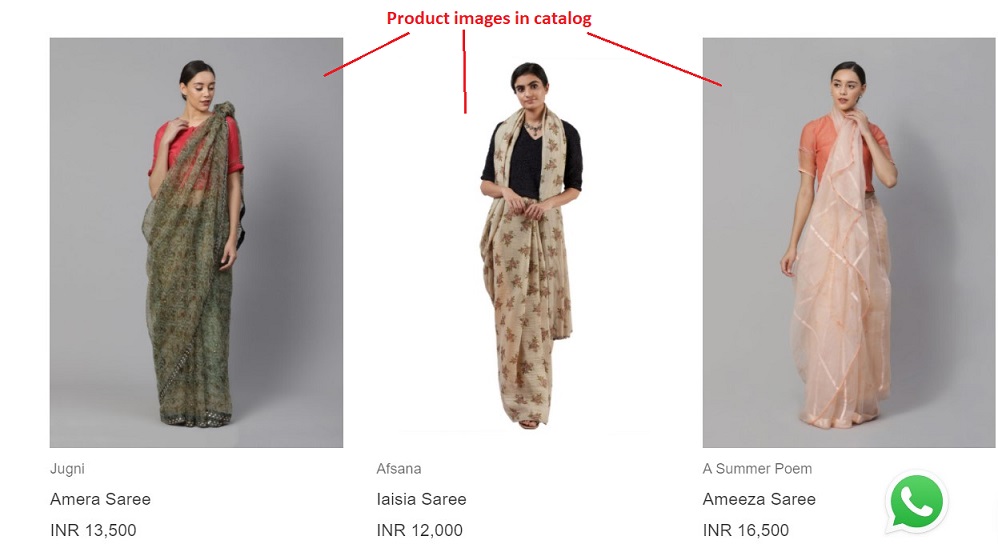 Product images in catalog
Jugni
Afsana
A Summer Poem
Amera Saree
Iaisia Saree
Ameeza Saree
INR 13,500
INR 12,000
INR 16,500